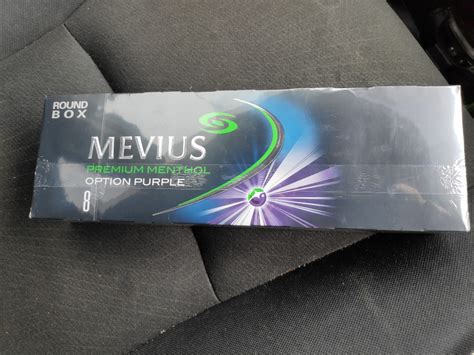 ROUND
BOX
MEVIUS
PREMIUM MENTHOL
OPTION PURPLE
8